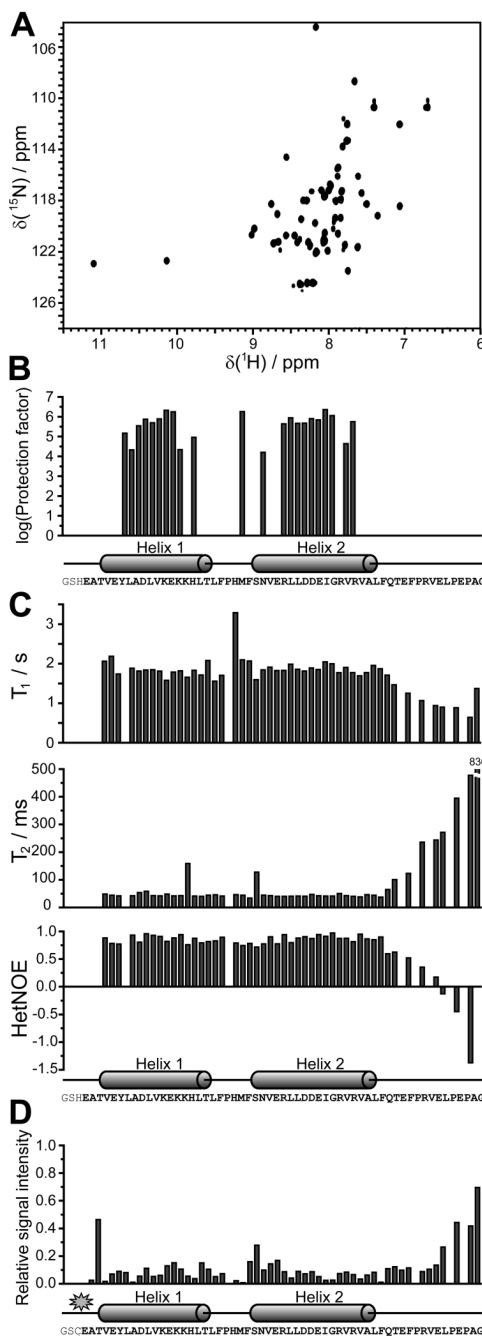 A
104
106
110
114
118
122
126
δ(¹⁵N) / ppm
11
10
9
8
7
6
δ(¹H) / ppm
B
log(Protection factor)
7
6
5
4
3
2
1
0
Helix 1
Helix 2
GSHEATVEYLADLVKEKKHLTLFPHMFSNVERLLDDEIGRVRVALFQTEFPRVELPEPAG
C
T₁ / s
3
2
1
0
T₂ / ms
500
400
300
200
100
0
HetNOE
1.0
0.5
0.0
-0.5
-1.0
-1.5
Helix 1
Helix 2
GSHEATVEYLADLVKEKKHLTLFPHMFSNVERLLDDEIGRVRVALFQTEFPRVELPEPAG
D
Relative signal intensity
1.0
0.8
0.6
0.4
0.2
0.0
Helix 1
Helix 2
GSCEATVEYLADLVKEKKHLTLFPHMFSNVERLLDDEIGRVRVALFQTEFPRVELPEPAG